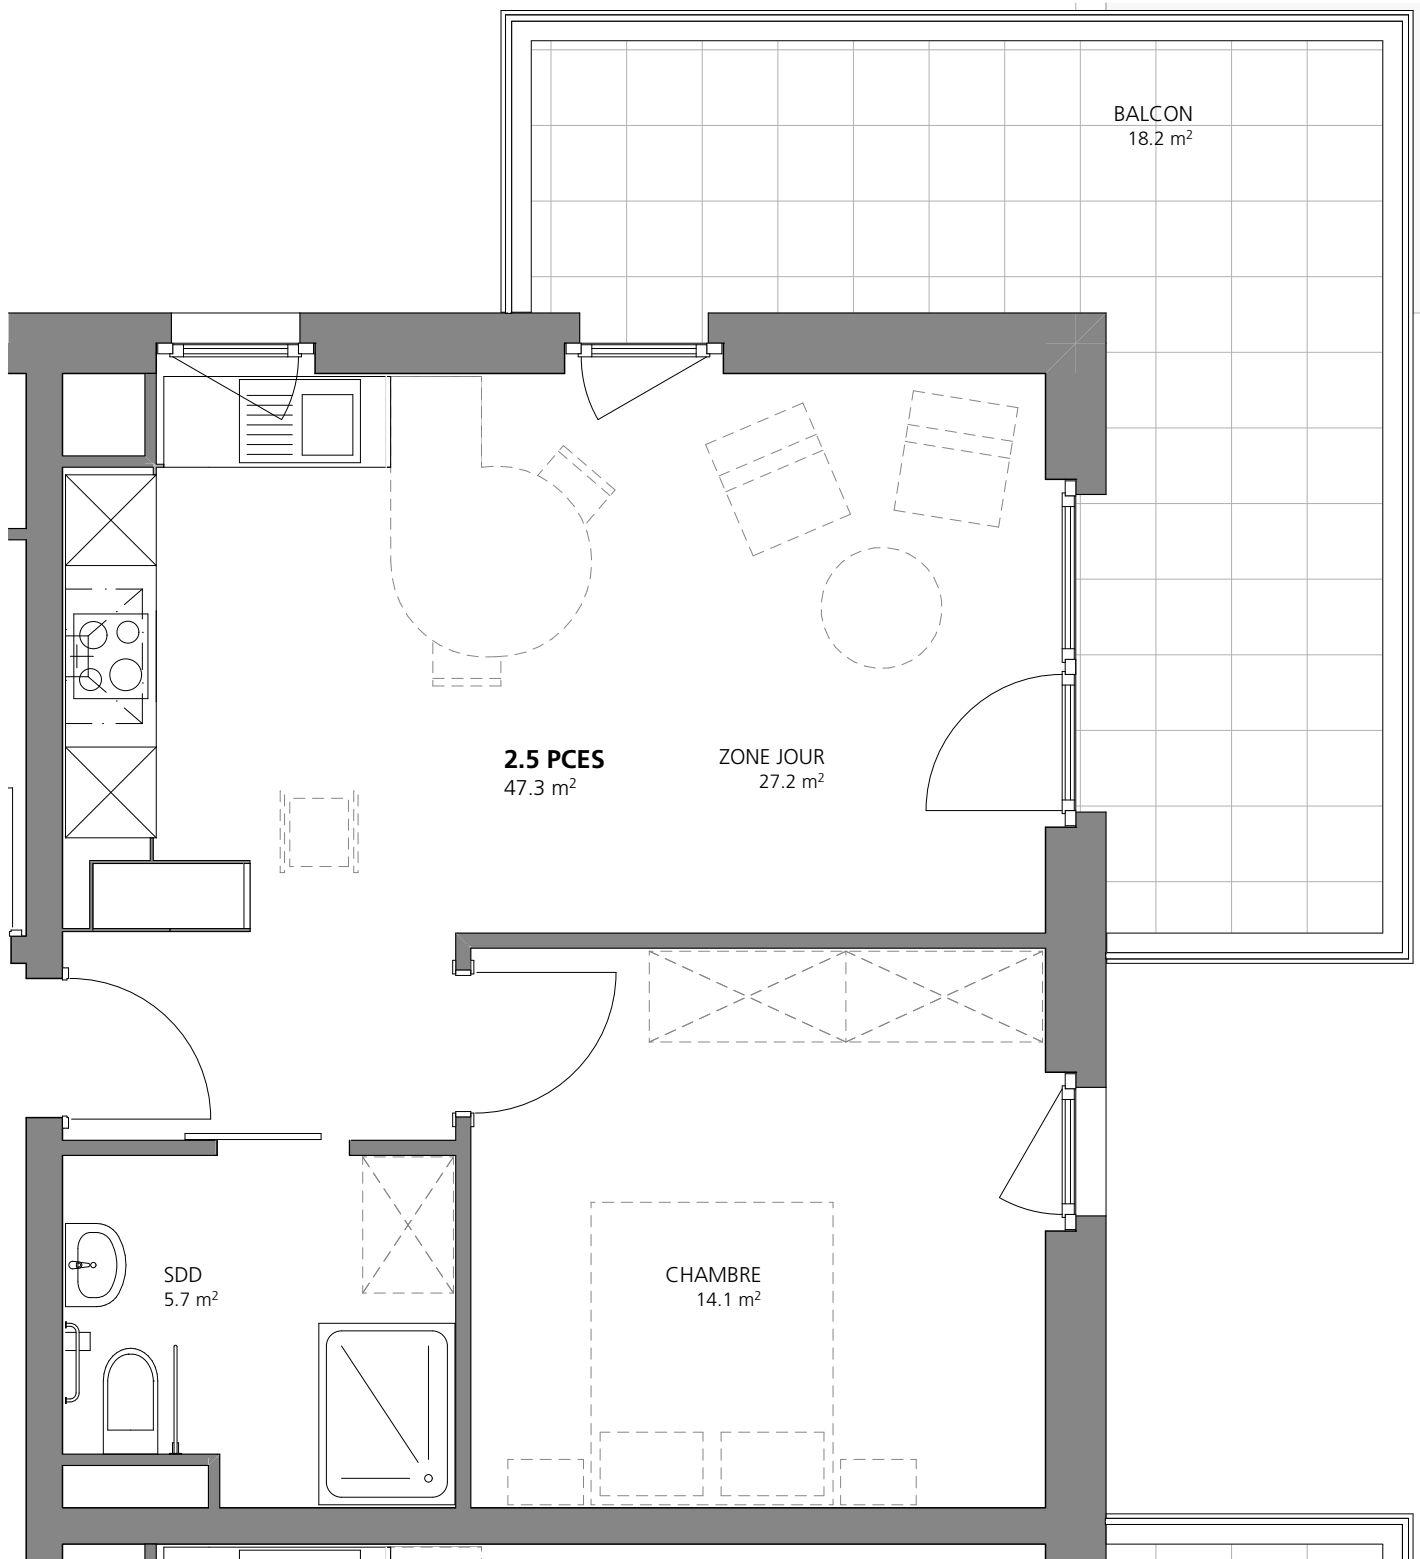 BALCON
18.2 m²
2.5 PCES
47.3 m²
ZONE JOUR
27.2 m²
SDD
5.7 m²
CHAMBRE
14.1 m²